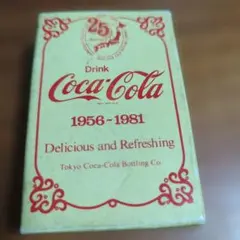 25
Drink
Coca-Cola
1956~1981
Delicious and Refreshing
Tokyo Coca-Cola Bottling Co.